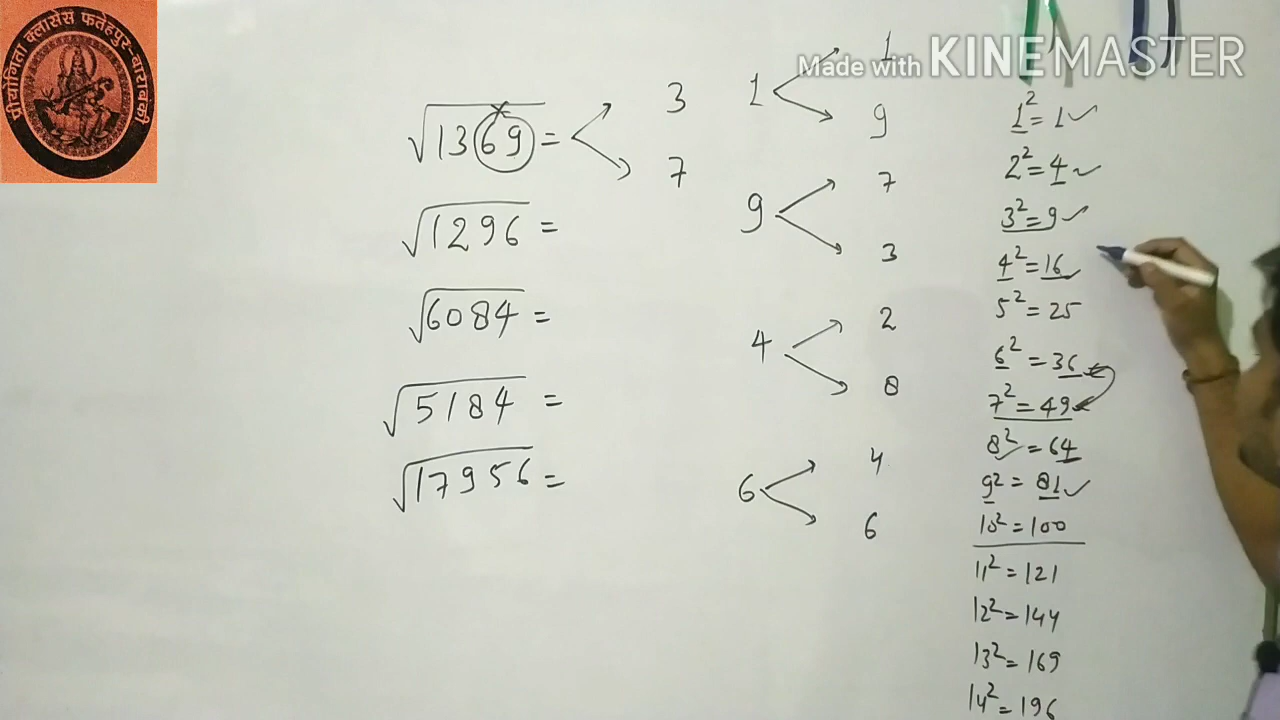 प्रीयोगिता क्लासेस फतेहपुर-बाराबंकी
Made with KINEMASTER
√1369 = 3
7
√1296 =
√6084 =
√5184 =
√17956 =
1 1
9
9 7
3
4 2
8
6 4
6
1² = 1
2² = 4
3² = 9
4² = 16
5² = 25
6² = 36
7² = 49
8² = 64
9² = 81
10² = 100
11² = 121
12² = 144
13² = 169
14² = 196